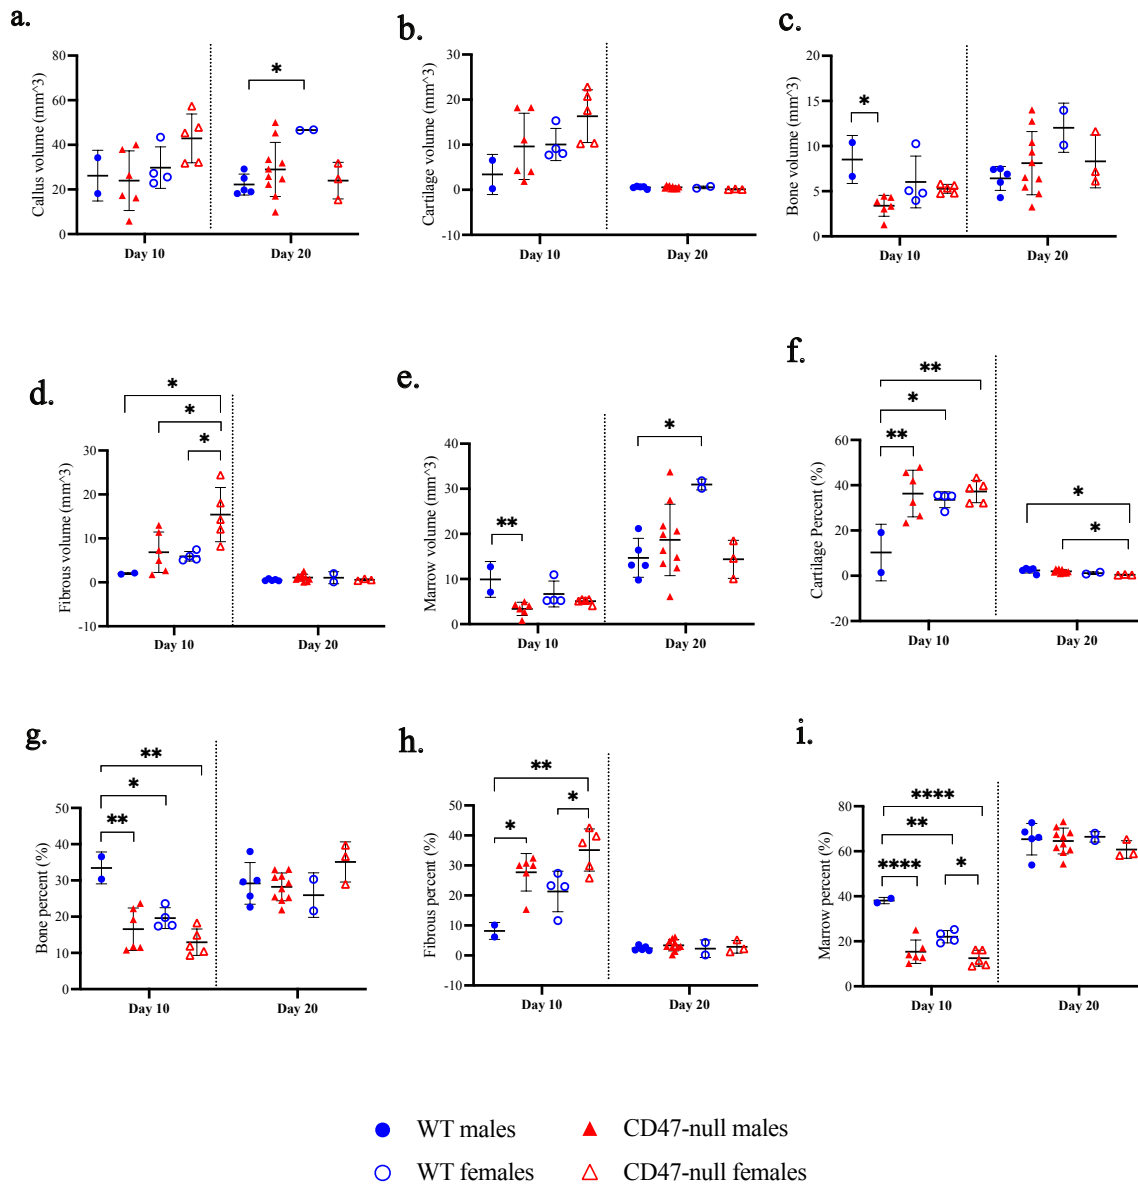 a.
Callus volume (mm^3)
80
60
40
20
0
*
Day 10
Day 20
b.
Cartilage volume (mm^3)
30
20
10
0
-10
Day 10
Day 20
c.
Bone volume (mm^3)
20
15
10
5
0
*
Day 10
Day 20
d.
Fibrous volume (mm^3)
30
20
10
0
-10
*
*
*
Day 10
Day 20
e.
Marrow volume (mm^3)
40
30
20
10
0
**
*
Day 10
Day 20
f.
Cartilage Percent (%)
60
40
20
0
-20
**
*
**
*
*
Day 10
Day 20
g.
Bone percent (%)
50
40
30
20
10
0
**
*
**
Day 10
Day 20
h.
Fibrous percent (%)
50
40
30
20
10
0
-10
**
*
*
Day 10
Day 20
i.
Marrow percent (%)
80
60
40
20
0
****
**
****
*
Day 10
Day 20
WT males
CD47-null males
WT females
CD47-null females